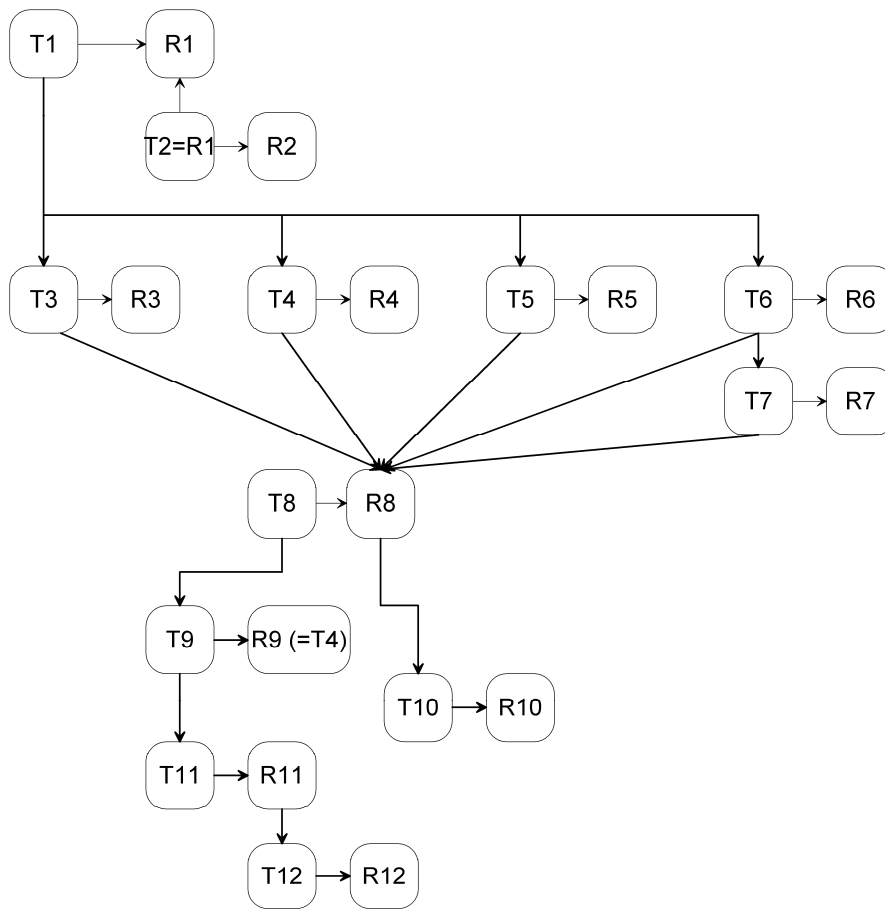 T1 R1
T2=R1 R2
T3 R3 T4 R4 T5 R5 T6 R6
T7 R7
T8 R8
T9 R9 (=T4)
T10 R10
T11 R11
T12 R12